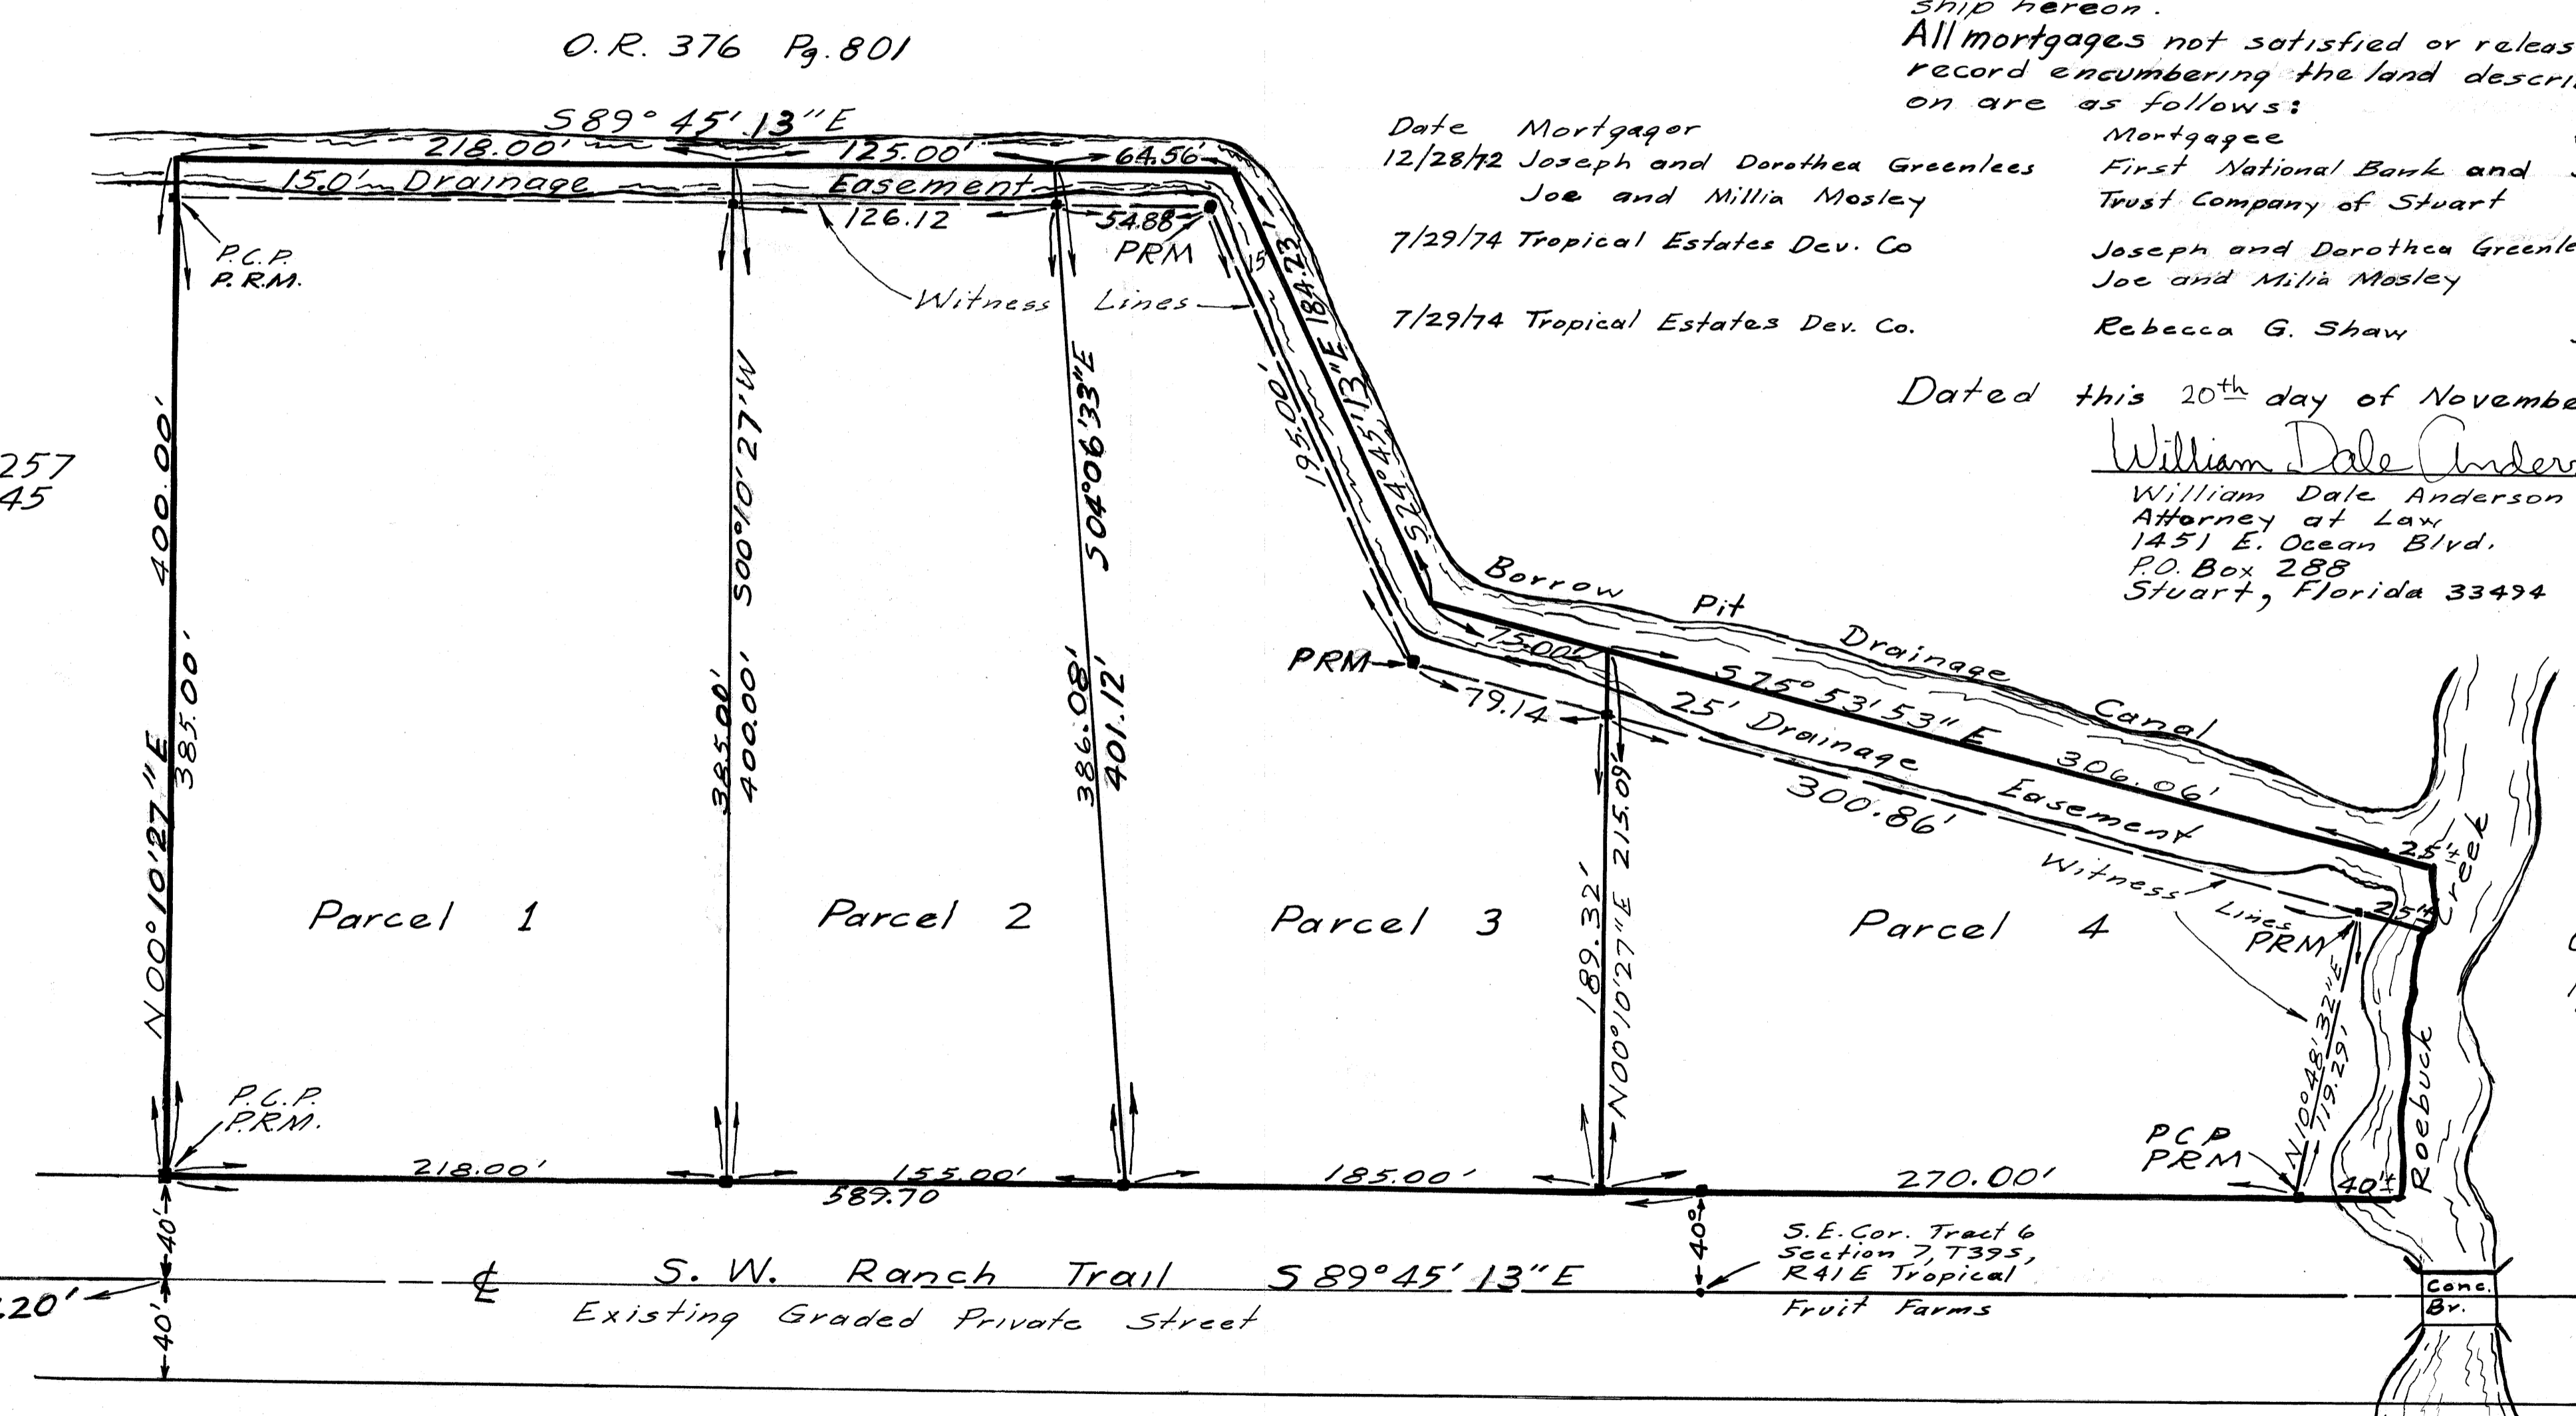 ship hereon.
All mortgages not satisfied or releas
record encumbering the land descri
on are as follows:
Date Mortgagor Mortgagee
12/28/72 Joseph and Dorothea Greenlees First National Bank and
Joe and Millia Mosley Trust Company of Stuart
7/29/74 Tropical Estates Dev. Co Joseph and Dorothea Greenle
Joe and Milia Mosley
7/29/74 Tropical Estates Dev. Co. Rebecca G. Shaw
Dated this 20th day of Novembe
William Dale Anders
William Dale Anderson
Attorney at Law
1451 E. Ocean Blvd.
P.O. Box 288
Stuart, Florida 33494
O.R. 376 Pg. 801
S89°45'13"E
218.00' 125.00' 64.56'
15.0' Drainage Easement
126.12 54.88
P.C.P.
P.R.M.
PRM
15'
Witness Lines
257
45
400.00'
385.00'
N00°10'27"E
S00°10'27'W
385.00'
400.00'
S04°06'33"E
386.08'
401.12'
195.00'
S24°45'13"E 184.23
Borrow Pit Drainage Canal
PRM
75.00'
79.14
S75°53'53"E 306.06'
25' Drainage Easement
300.86'
Witness Lines
25'±
25'±
PRM
Roebuck Creek
189.32'
N00°10'27"E 215.09'
N10°48'32"E
119.29'
Parcel 1
Parcel 2
Parcel 3
Parcel 4
P.C.P.
P.R.M.
PCP
PRM
218.00' 155.00' 185.00' 270.00' 40'±
589.70
40'
40'
40°
.20'
℄ S. W. Ranch Trail S89°45'13"E
Existing Graded Private Street
S.E. Cor. Tract 6
Section 7, T39S,
R41E Tropical
Fruit Farms
Conc.
Br.